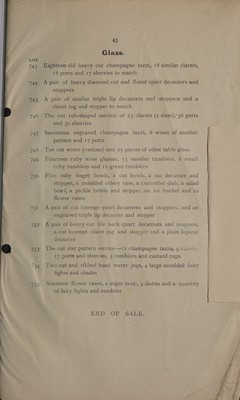 43
Glass.
LOT
743 Eighteen old heavy cut champagne tazzi, 18 similar clarets,
18 ports and 17 sherries to match
744 A pair of heavy diamond cut and fluted spirit decanters and
stoppers
745 A pair of similar triple lip decanters and stoppers and a
claret jug and stopper to match
746 The cut tub-shaped service of 23 clarets (2 sizes), 36 ports
and 30 sherries
747 Seventeen engraved champagne tazzi, 6 wines of another
pattern and 17 ports
748 Ten cut wines (various) and 25 pieces of other table glass
749 Fourteen ruby wine glasses, 15 smaller tumblers, 8 small
ruby tumblers and 11 green tumblers
750 Five ruby finger bowls, 2 cut bowls, a cut decanter and
stopper, a moulded celery vase, a cucumber dish, a salad
bowl, a pickle bottle and stopper, an ice bucket and 10
flower vases
751 A pair of cut lozenge quart decanters and stoppers, and an
engraved triple lip decanter and stopper
752 A pair of heavy cut file neck quart decanters and stoppers,
a cut lozenge claret jug and stopper and a plain liqueur
decanter
753 The cut star pattern service—12 champagne tazza, 9 clarets,
17 ports and sherries, 5 tumblers and custard cups
754 Two cut and ribbed hand water jugs, 4 large moulded fairy
lights and shades
755 Nineteen flower vases, a sugar tazzi, 3 dishes and a quantity
of fairy lights and sundries
END OF SALE.